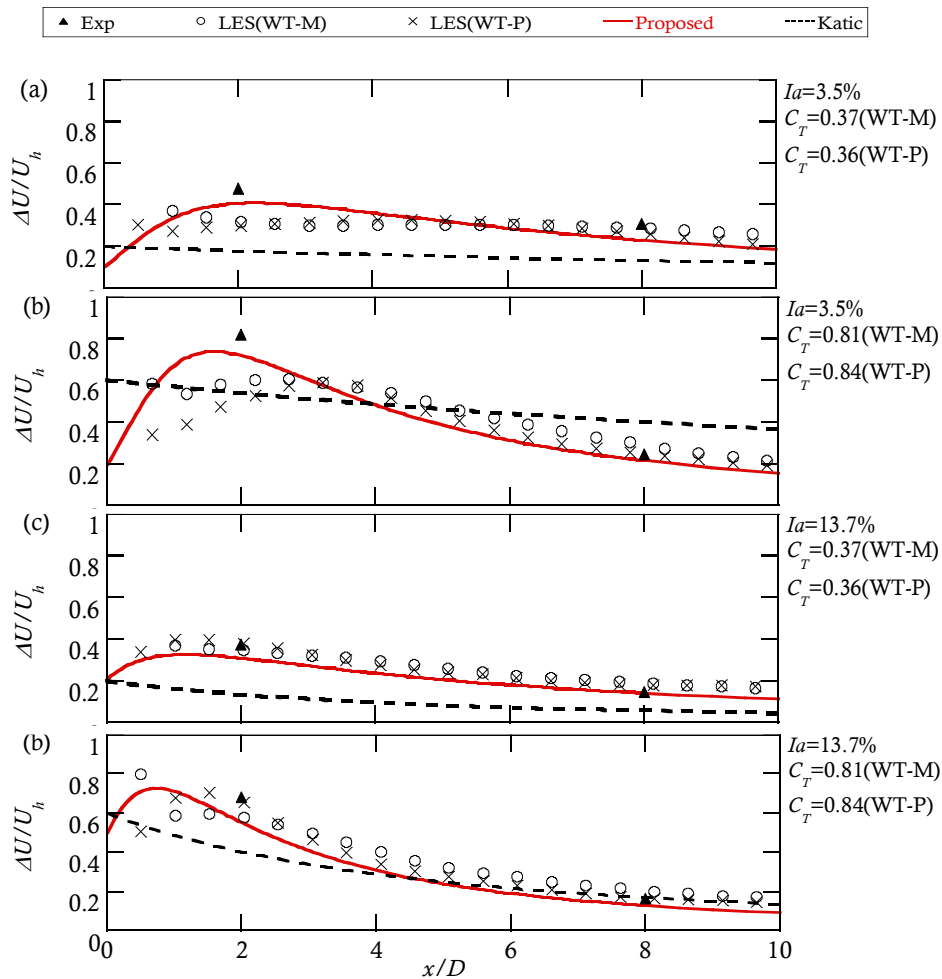 Exp LES(WT-M) LES(WT-P) Proposed Katic
(a)
1
0.8
0.6
0.4
0.2
0
ΔU/U_h
Ia=3.5%
C_T=0.37(WT-M)
C_T=0.36(WT-P)
(b)
1
0.8
0.6
0.4
0.2
0
ΔU/U_h
Ia=3.5%
C_T=0.81(WT-M)
C_T=0.84(WT-P)
(c)
1
0.8
0.6
0.4
0.2
0
ΔU/U_h
Ia=13.7%
C_T=0.37(WT-M)
C_T=0.36(WT-P)
(b)
1
0.8
0.6
0.4
0.2
0
ΔU/U_h
Ia=13.7%
C_T=0.81(WT-M)
C_T=0.84(WT-P)
0 2 4 6 8 10
x/D